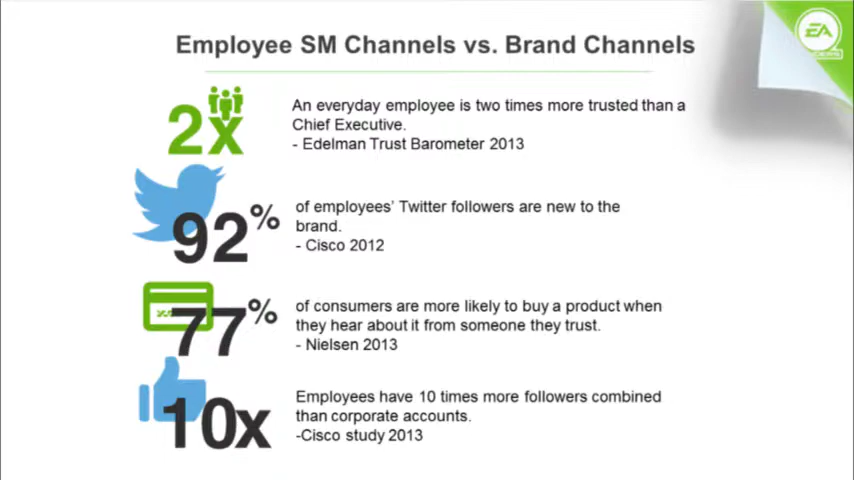 Employee SM Channels vs. Brand Channels
EA
2x
An everyday employee is two times more trusted than a
Chief Executive.
- Edelman Trust Barometer 2013
92%
of employees' Twitter followers are new to the
brand.
- Cisco 2012
77%
of consumers are more likely to buy a product when
they hear about it from someone they trust.
- Nielsen 2013
10x
Employees have 10 times more followers combined
than corporate accounts.
-Cisco study 2013